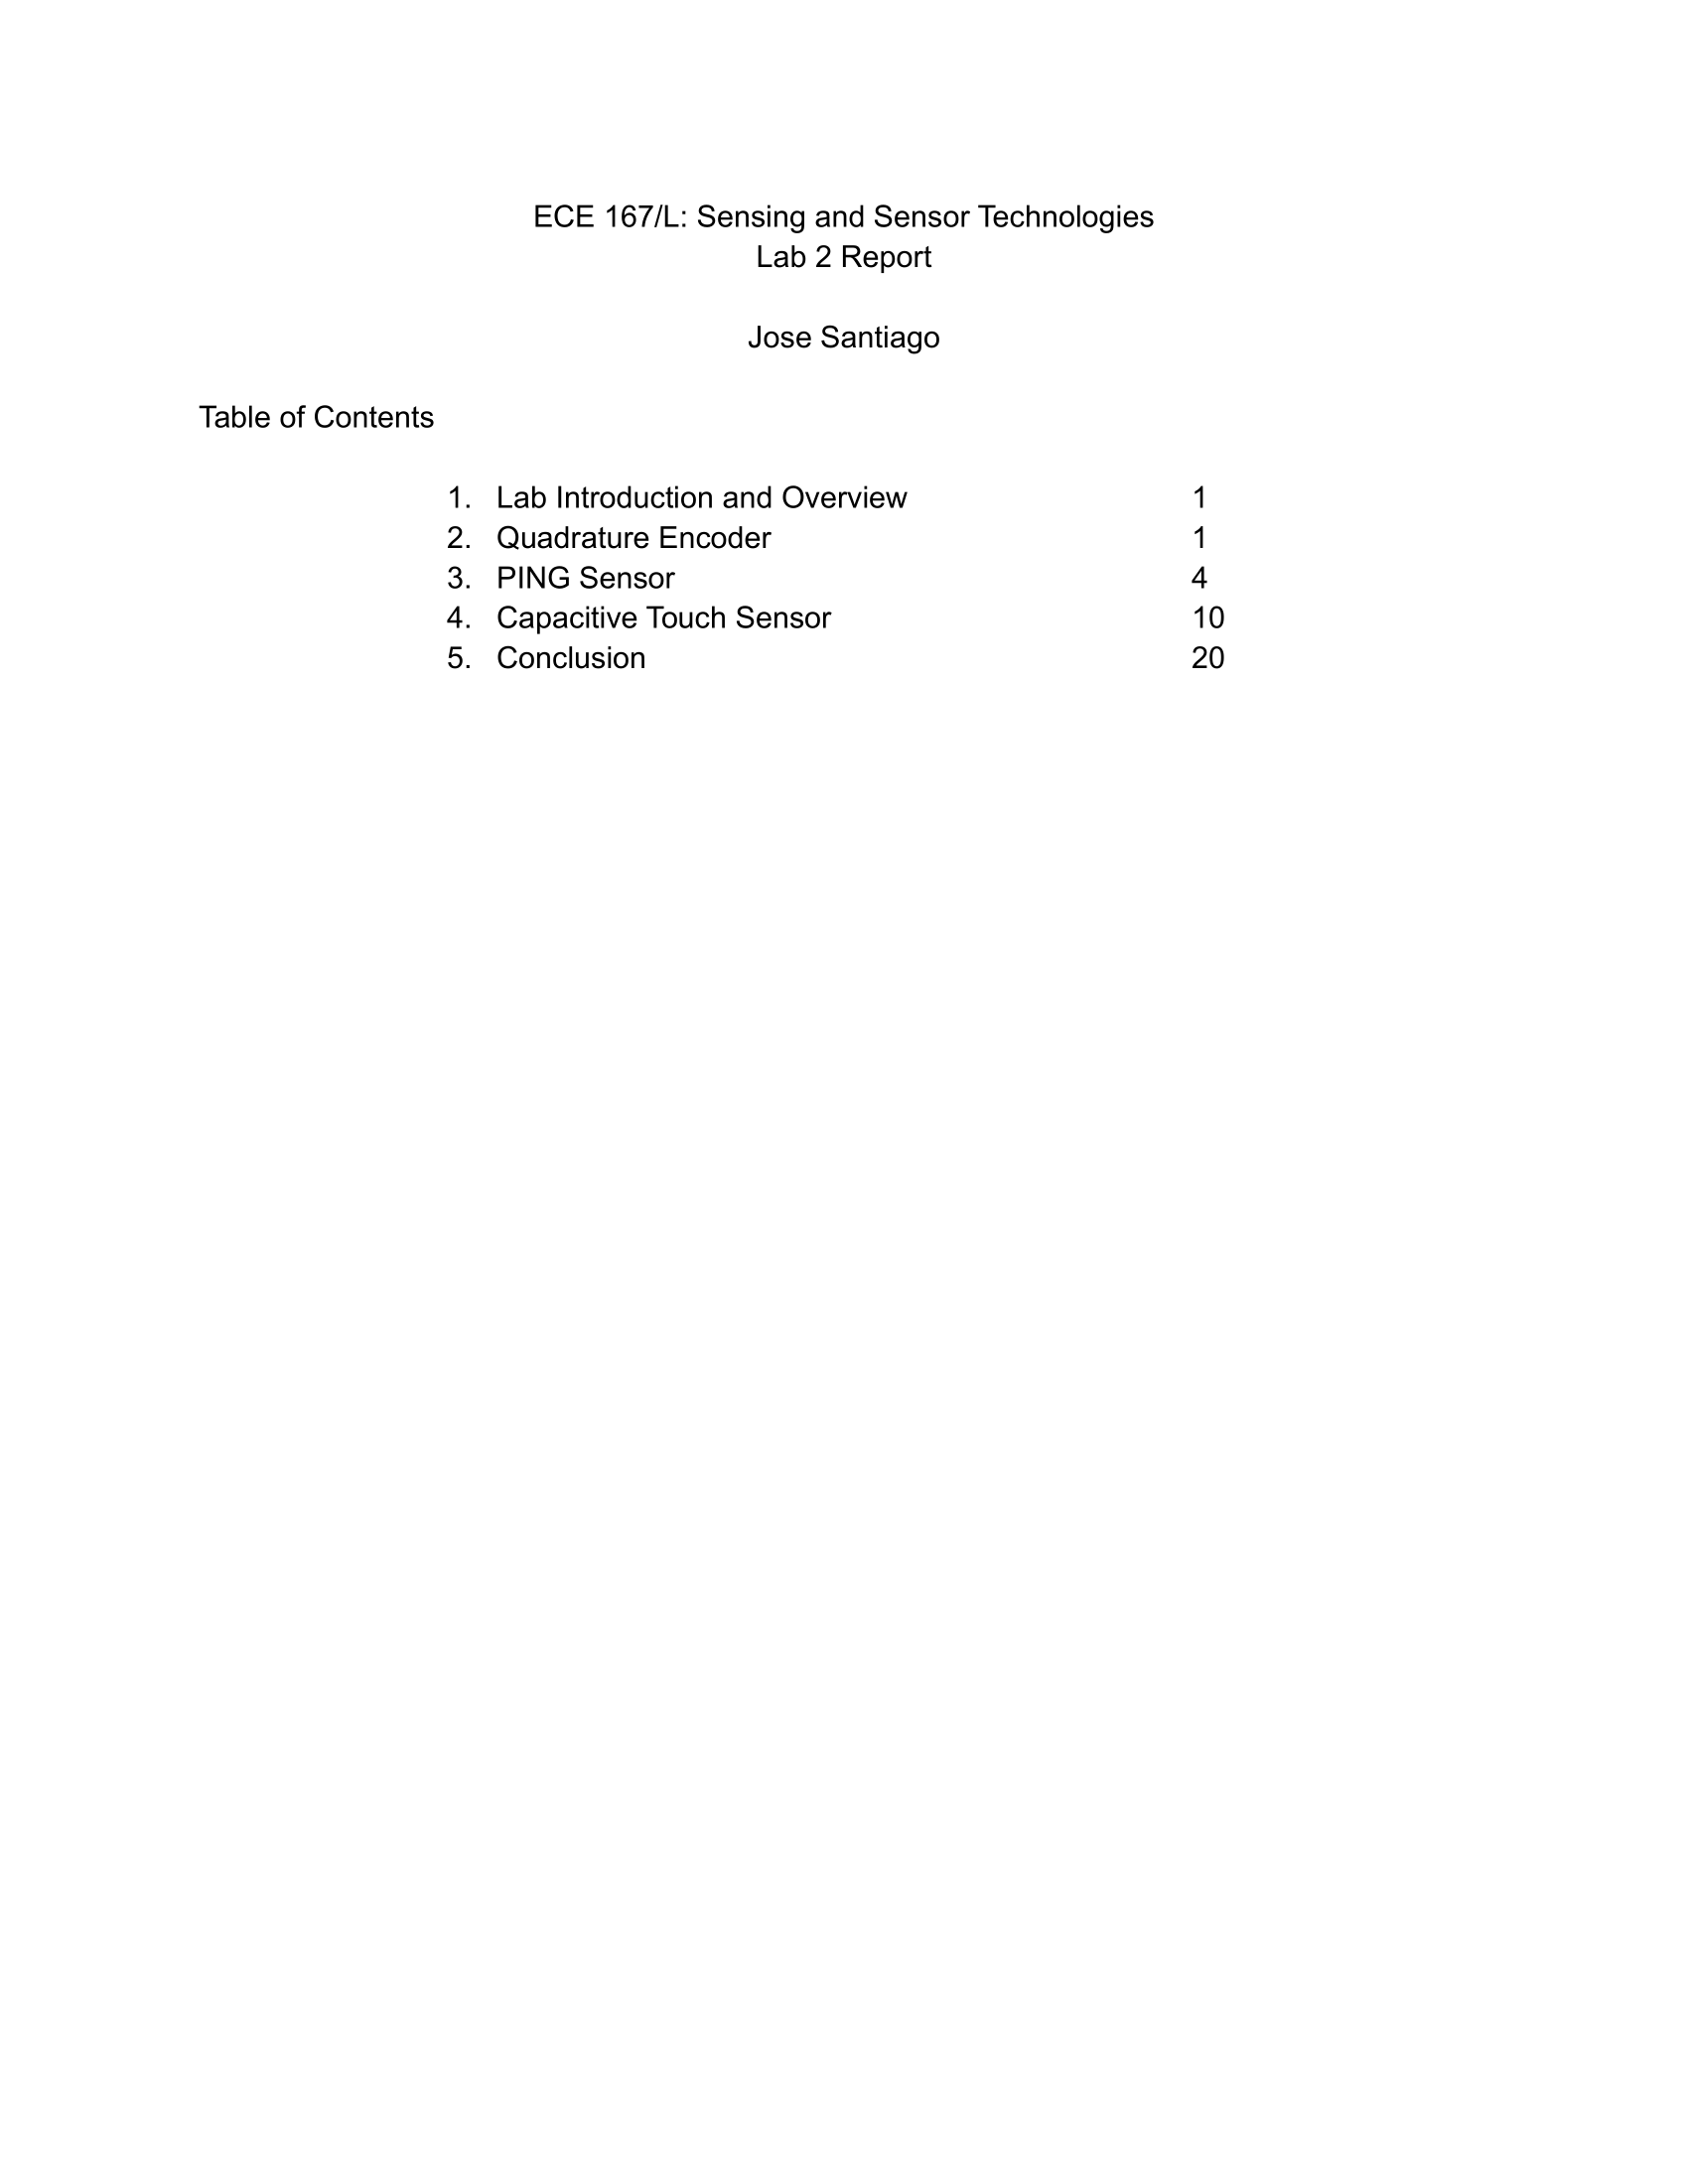 ECE 167/L: Sensing and Sensor Technologies
Lab 2 Report
Jose Santiago
Table of Contents
1. Lab Introduction and Overview 1
2. Quadrature Encoder 1
3. PING Sensor 4
4. Capacitive Touch Sensor 10
5. Conclusion 20